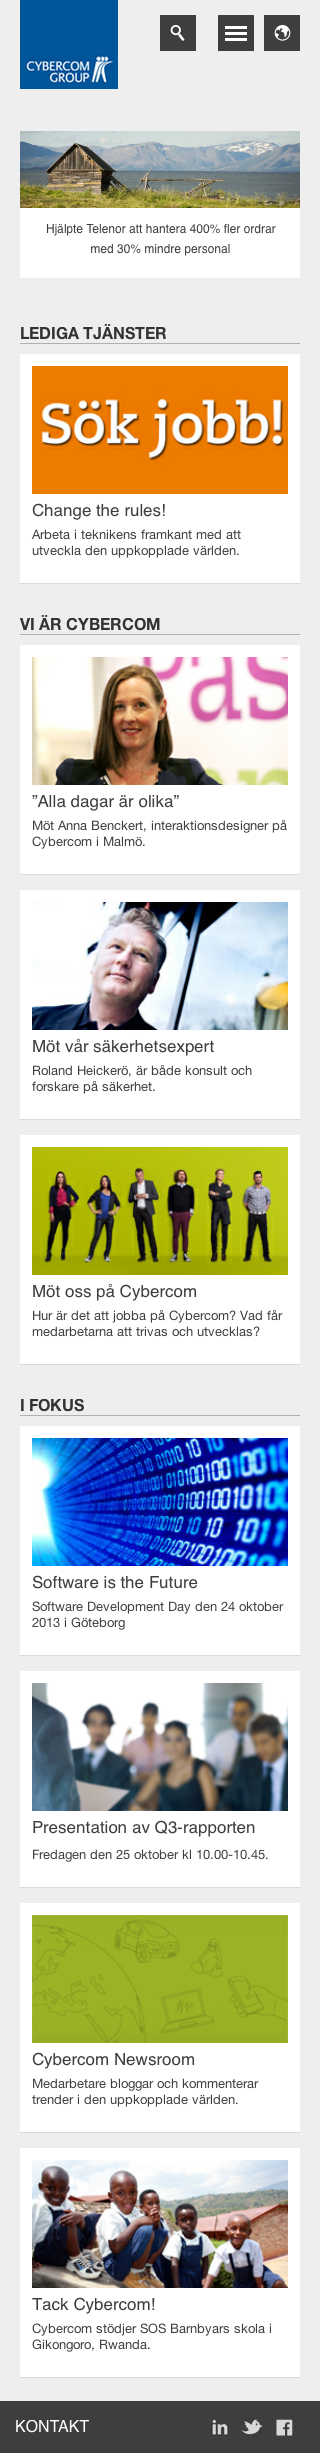 CYBERCOM
GROUP
Hjälpte Telenor att hantera 400% fler ordrar
med 30% mindre personal
LEDIGA TJÄNSTER
Sök jobb!
Change the rules!
Arbeta i teknikens framkant med att
utveckla den uppkopplade världen.
VI ÄR CYBERCOM
”Alla dagar är olika”
Möt Anna Benckert, interaktionsdesigner på
Cybercom i Malmö.
Möt vår säkerhetsexpert
Roland Heickerö, är både konsult och
forskare på säkerhet.
Möt oss på Cybercom
Hur är det att jobba på Cybercom? Vad får
medarbetarna att trivas och utvecklas?
I FOKUS
Software is the Future
Software Development Day den 24 oktober
2013 i Göteborg
Presentation av Q3-rapporten
Fredagen den 25 oktober kl 10.00-10.45.
Cybercom Newsroom
Medarbetare bloggar och kommenterar
trender i den uppkopplade världen.
Tack Cybercom!
Cybercom stödjer SOS Barnbyars skola i
Gikongoro, Rwanda.
KONTAKT